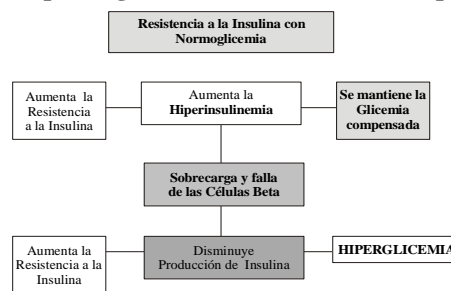 Resistencia a la Insulina con
Normoglicemia
Aumenta la
Resistencia
a la Insulina
Aumenta la
Hiperinsulinemia
Se mantiene la
Glicemia
compensada
Sobrecarga y falla
de las Células Beta
Aumenta la
Resistencia a la
Insulina
Disminuye
Producción de Insulina
HIPERGLICEMIA